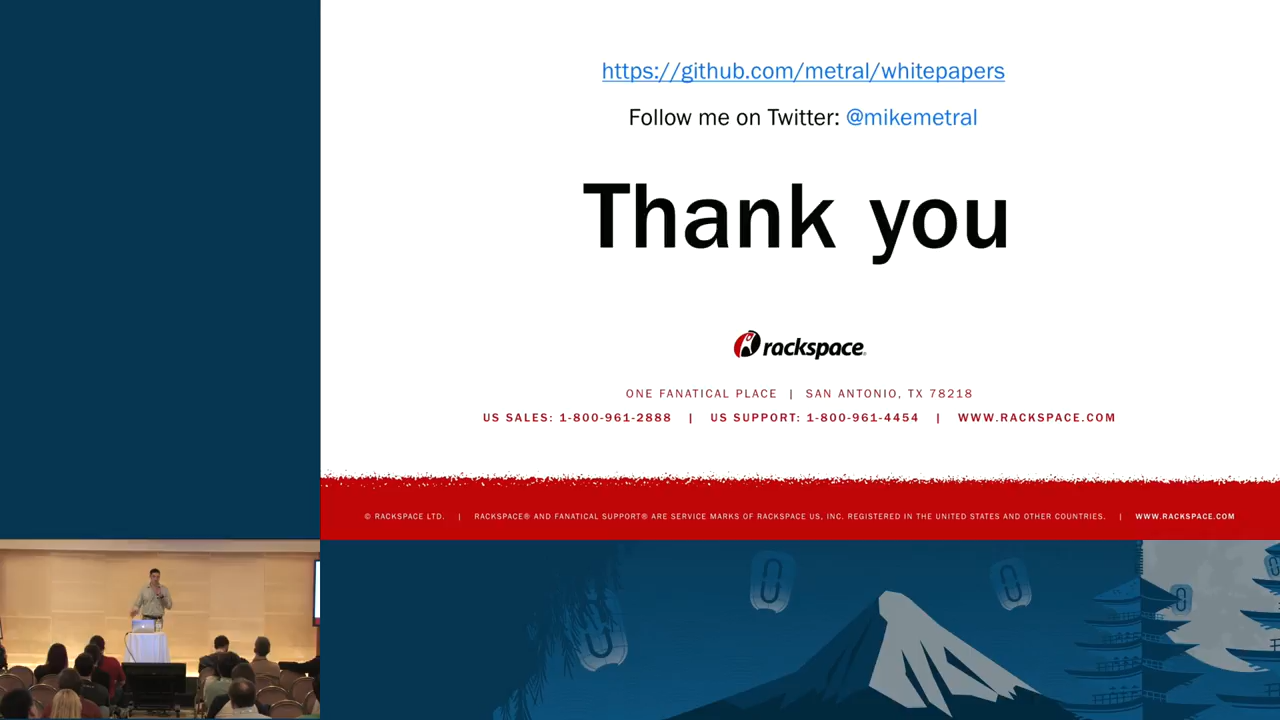 https://github.com/metral/whitepapers
Follow me on Twitter: @mikemetral
Thank you
rackspace
ONE FANATICAL PLACE | SAN ANTONIO, TX 78218
US SALES: 1-800-961-2888 | US SUPPORT: 1-800-961-4454 | WWW.RACKSPACE.COM
© RACKSPACE LTD. | RACKSPACE® AND FANATICAL SUPPORT® ARE SERVICE MARKS OF RACKSPACE US, INC. REGISTERED IN THE UNITED STATES AND OTHER COUNTRIES. | WWW.RACKSPACE.COM